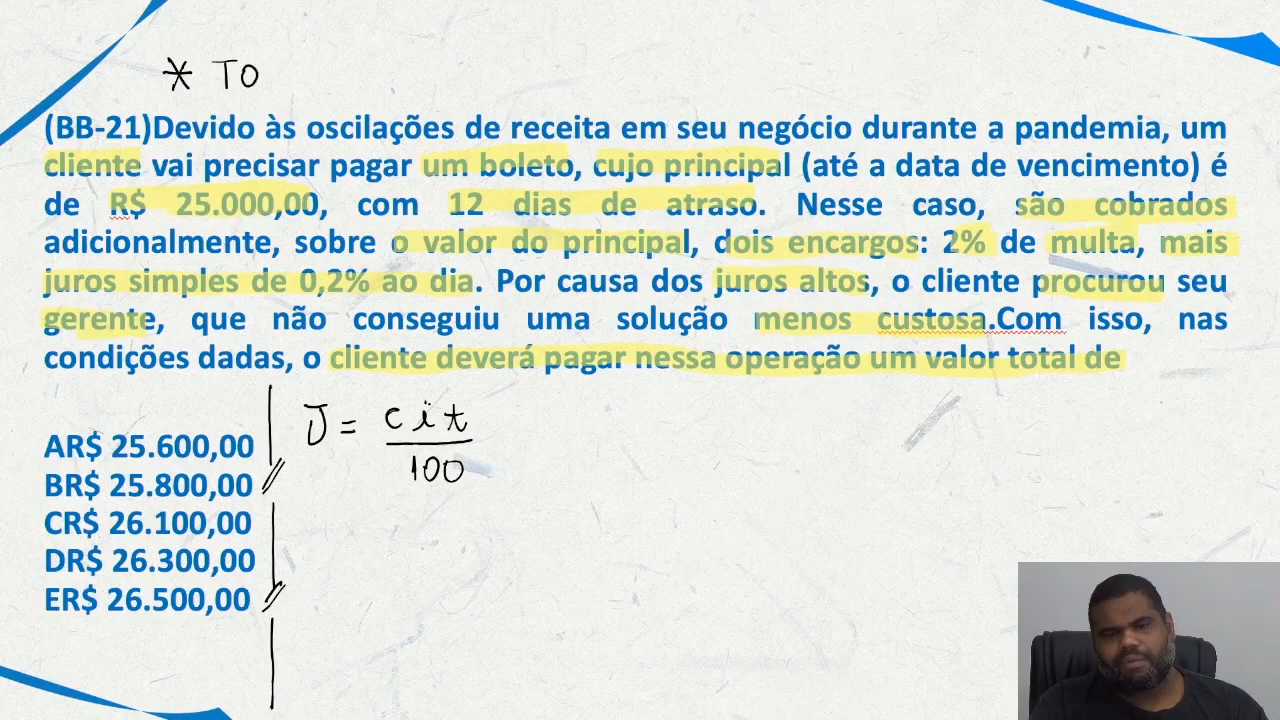 * TO
(BB-21)Devido às oscilações de receita em seu negócio durante a pandemia, um
cliente vai precisar pagar um boleto, cujo principal (até a data de vencimento) é
de R$ 25.000,00, com 12 dias de atraso. Nesse caso, são cobrados
adicionalmente, sobre o valor do principal, dois encargos: 2% de multa, mais
juros simples de 0,2% ao dia. Por causa dos juros altos, o cliente procurou seu
gerente, que não conseguiu uma solução menos custosa.Com isso, nas
condições dadas, o cliente deverá pagar nessa operação um valor total de
J = c i t
100
AR$ 25.600,00
BR$ 25.800,00
CR$ 26.100,00
DR$ 26.300,00
ER$ 26.500,00